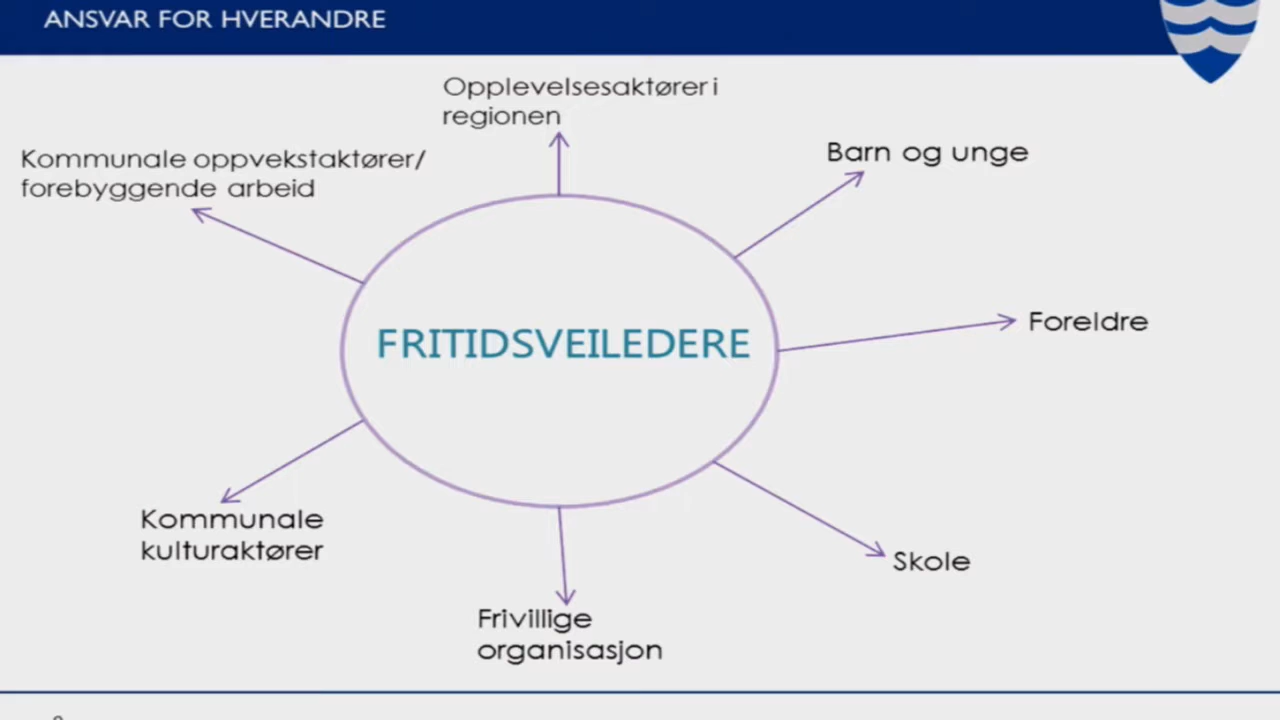 ANSVAR FOR HVERANDRE
Opplevelsesaktører i
regionen
Barn og unge
Kommunale oppvekstaktører/
forebyggende arbeid
Foreldre
FRITIDSVEILEDERE
Kommunale
kulturaktører
Skole
Frivillige
organisasjon